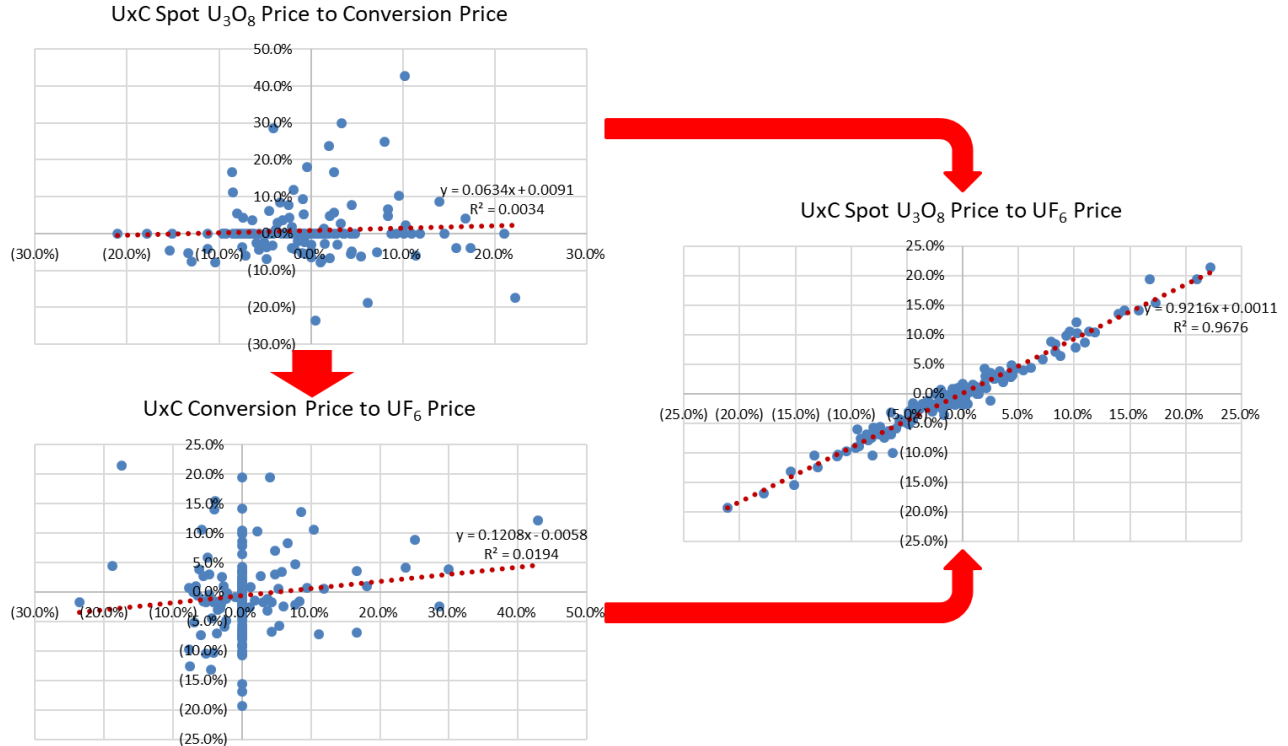 UxC Spot U₃O₈ Price to Conversion Price
50.0%
40.0%
30.0%
20.0%
10.0%
y = 0.0634x + 0.0091
R² = 0.0034
0.0%
(30.0%) (20.0%) (10.0%) 0.0% 10.0% 20.0% 30.0%
(10.0%)
(20.0%)
(30.0%)
UxC Conversion Price to UF₆ Price
25.0%
20.0%
15.0%
10.0%
y = 0.1208x - 0.0058
R² = 0.0194
5.0%
0.0%
(30.0%) (20.0%) (10.0%) 0.0% 10.0% 20.0% 30.0% 40.0% 50.0%
(5.0%)
(10.0%)
(15.0%)
(20.0%)
(25.0%)
UxC Spot U₃O₈ Price to UF₆ Price
25.0%
20.0%
15.0%
y = 0.9216x + 0.0011
R² = 0.9676
10.0%
5.0%
0.0%
(25.0%) (20.0%) (15.0%) (10.0%) (5.0%) 0.0% 5.0% 10.0% 15.0% 20.0% 25.0%
(5.0%)
(10.0%)
(15.0%)
(20.0%)
(25.0%)